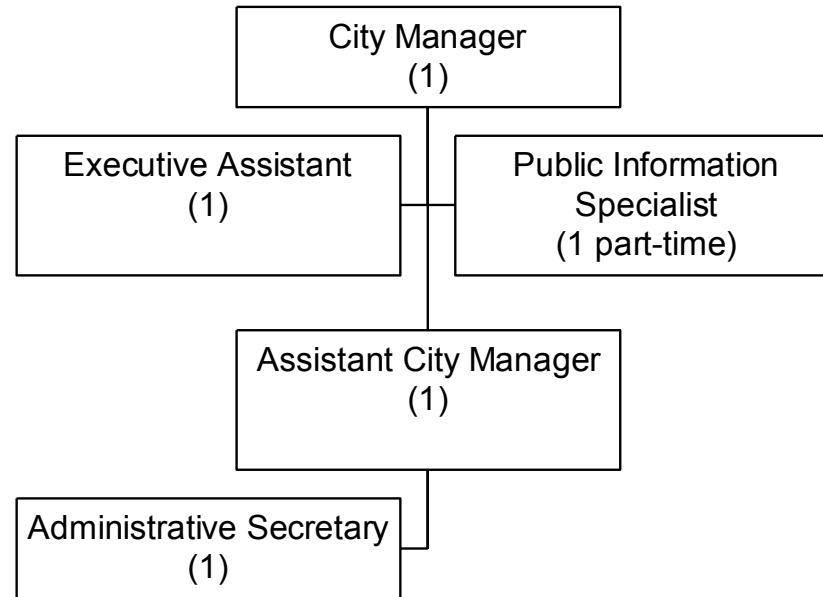 City Manager
(1)
Executive Assistant
(1)
Public Information
Specialist
(1 part-time)
Assistant City Manager
(1)
Administrative Secretary
(1)